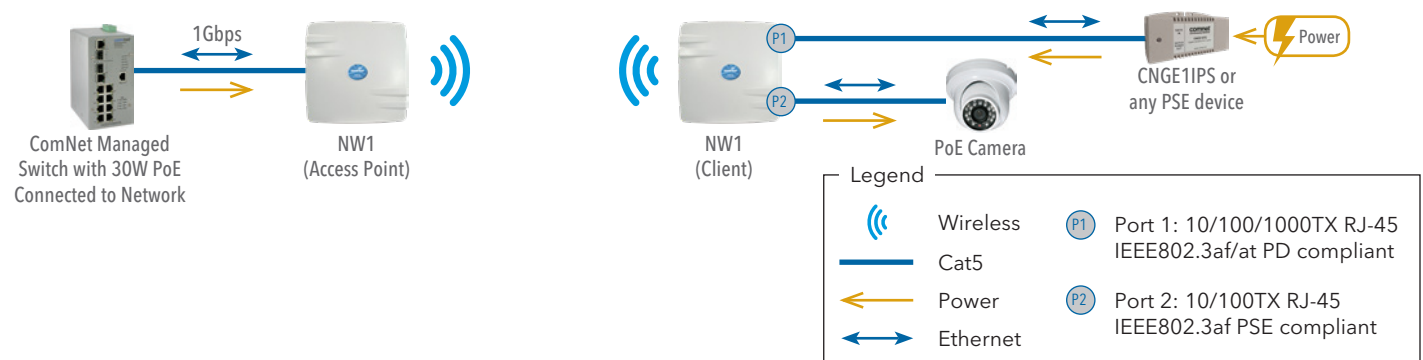 1Gbps
ComNet Managed
Switch with 30W PoE
Connected to Network
NW1
(Access Point)
P1
P2
NW1
(Client)
PoE Camera
comnet
CNGE1IPS or
any PSE device
Power
Legend
Wireless
Cat5
Power
Ethernet
P1
Port 1: 10/100/1000TX RJ-45
IEEE802.3af/at PD compliant
P2
Port 2: 10/100TX RJ-45
IEEE802.3af PSE compliant